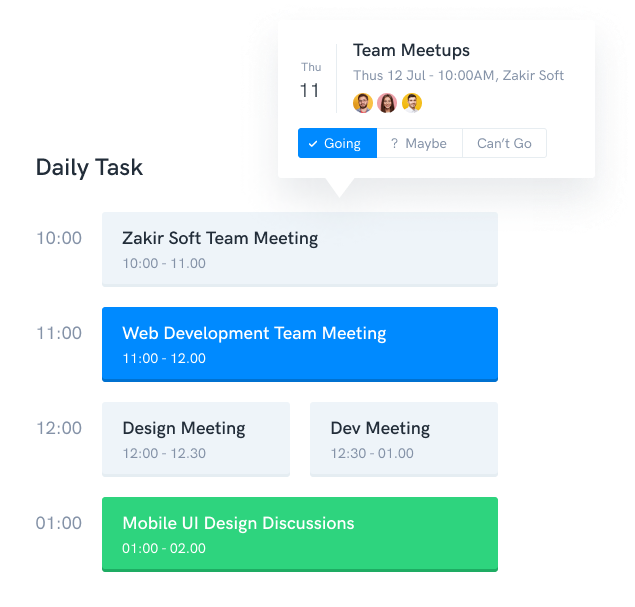 Team Meetups
Thu
Thus 12 Jul - 10:00AM, Zakir Soft
11
Going
? Maybe
Can't Go
Daily Task
10:00
Zakir Soft Team Meeting
10:00 - 11.00
11:00
Web Development Team Meeting
11:00 - 12.00
12:00
Design Meeting
12:00 - 12.30
Dev Meeting
12:30 - 01.00
01:00
Mobile UI Design Discussions
01:00 - 02.00